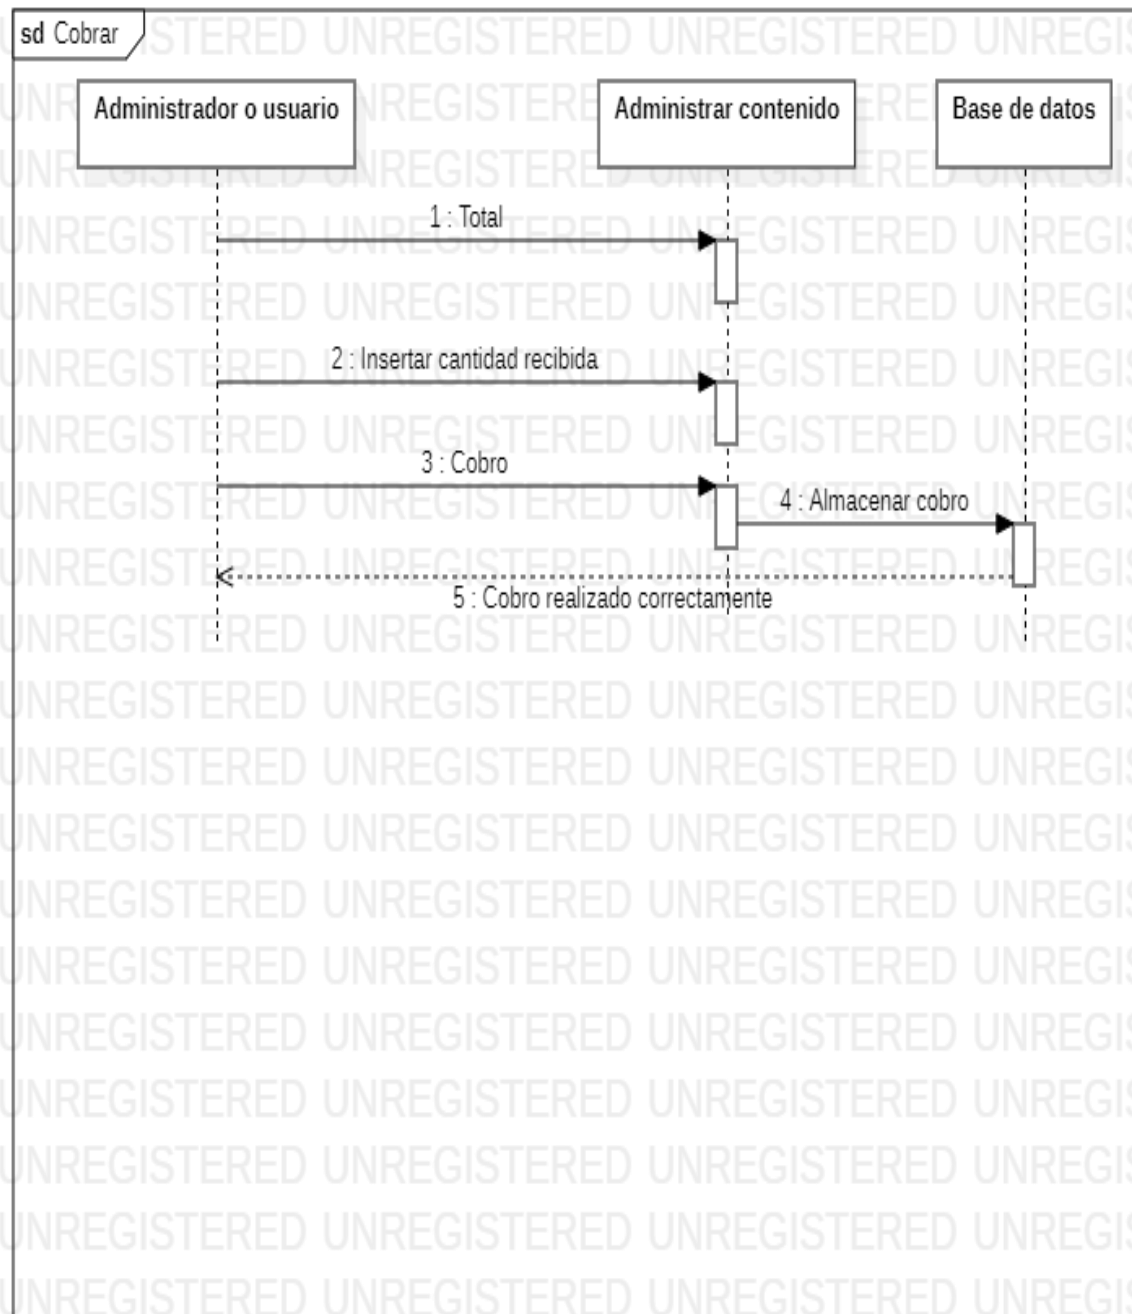 sd Cobrar
Administrador o usuario
Administrar contenido
Base de datos
1 : Total
2 : Insertar cantidad recibida
3 : Cobro
4 : Almacenar cobro
5 : Cobro realizado correctamente
UNREGISTERED UNREGISTERED UNREGISTERED UNREGIS